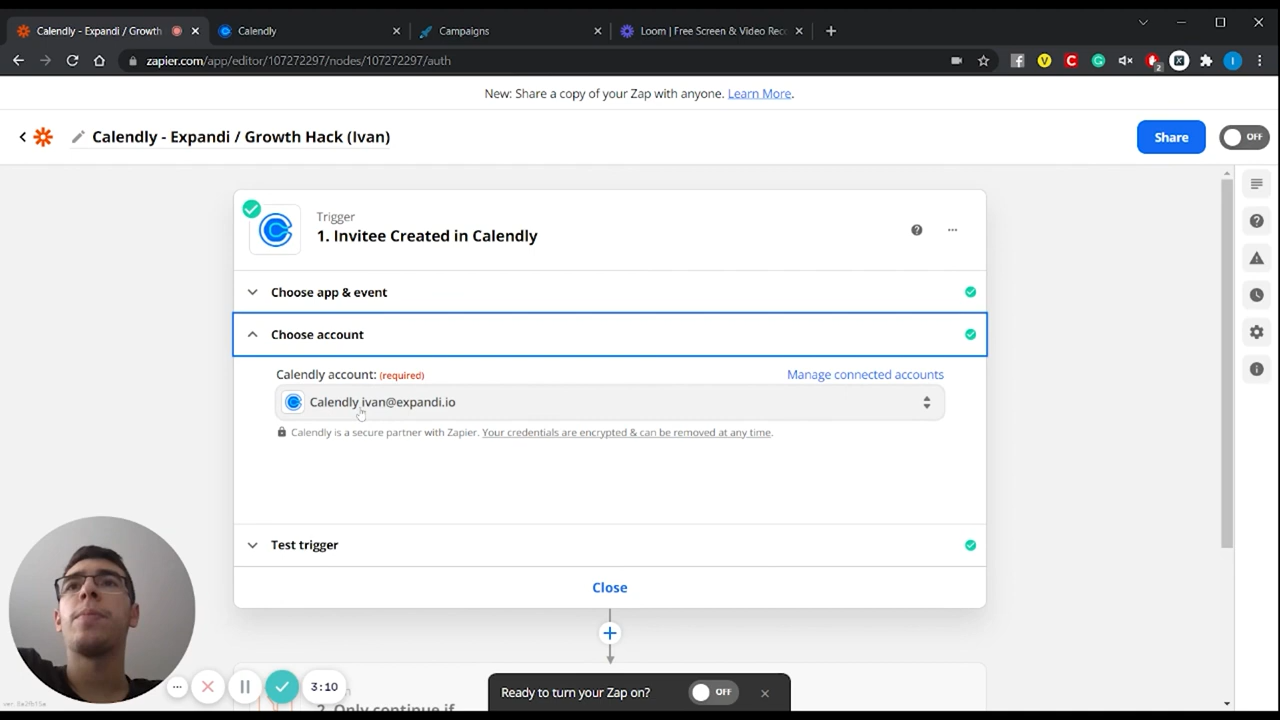 Calendly - Expandi / Growth
Calendly
Campaigns
Loom | Free Screen & Video Rec
zapier.com/app/editor/107272297/nodes/107272297/auth
New: Share a copy of your Zap with anyone. Learn More.
Calendly - Expandi / Growth Hack (Ivan)
Share
OFF
Trigger
1. Invitee Created in Calendly
Choose app & event
Choose account
Calendly account: (required)
Manage connected accounts
Calendly ivan@expandi.io
Calendly is a secure partner with Zapier. Your credentials are encrypted & can be removed at any time.
Test trigger
Close
3:10
Ready to turn your Zap on?
OFF
2. Only continue if